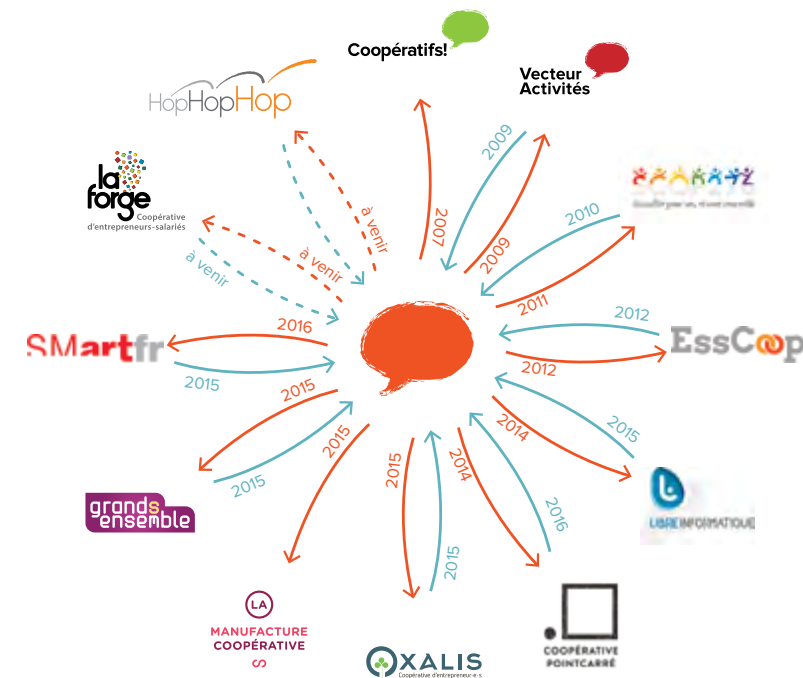 Coopératifs!
Vecteur
Activités
HopHopHop
2009
la
forge
Coopérative
d'entrepreneurs-salariés
à venir
2007
2009
2010
à venir
à venir
2011
2012
SMartfr
2016
EssCoop
2015
2012
2015
2015
2014
2015
2015
grands
ensemble
2015
2014
2016
LIBRE INFORMATIQUE
2015
LA
MANUFACTURE
COOPÉRATIVE
COOPÉRATIVE
POINTCARRÉ
OXALIS
Coopérative d'entrepreneur·e·s